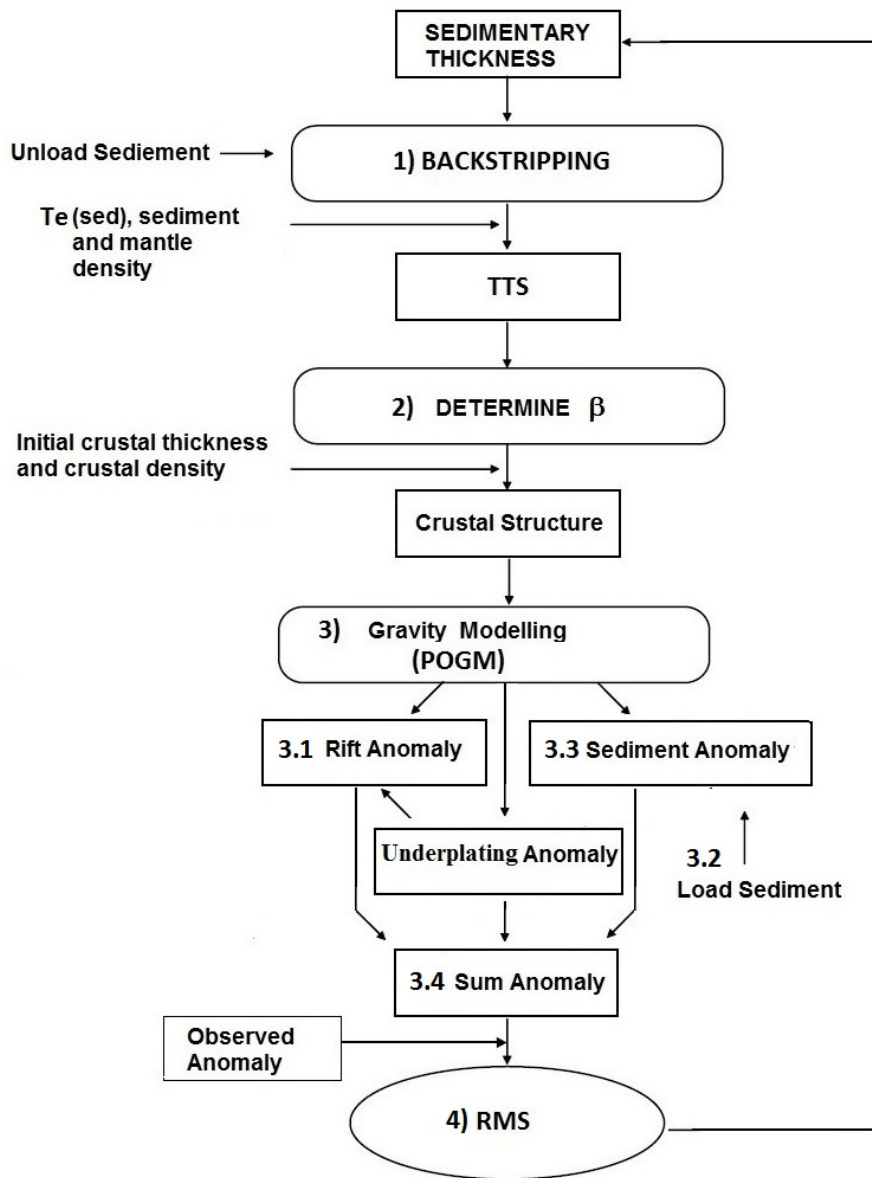 SEDIMENTARY
THICKNESS
Unload Sediement
1) BACKSTRIPPING
Te (sed), sediment
and mantle
density
TTS
2) DETERMINE β
Initial crustal thickness
and crustal density
Crustal Structure
3) Gravity Modelling
(POGM)
3.1 Rift Anomaly
3.3 Sediment Anomaly
Underplating Anomaly
3.2
Load Sediment
3.4 Sum Anomaly
Observed
Anomaly
4) RMS